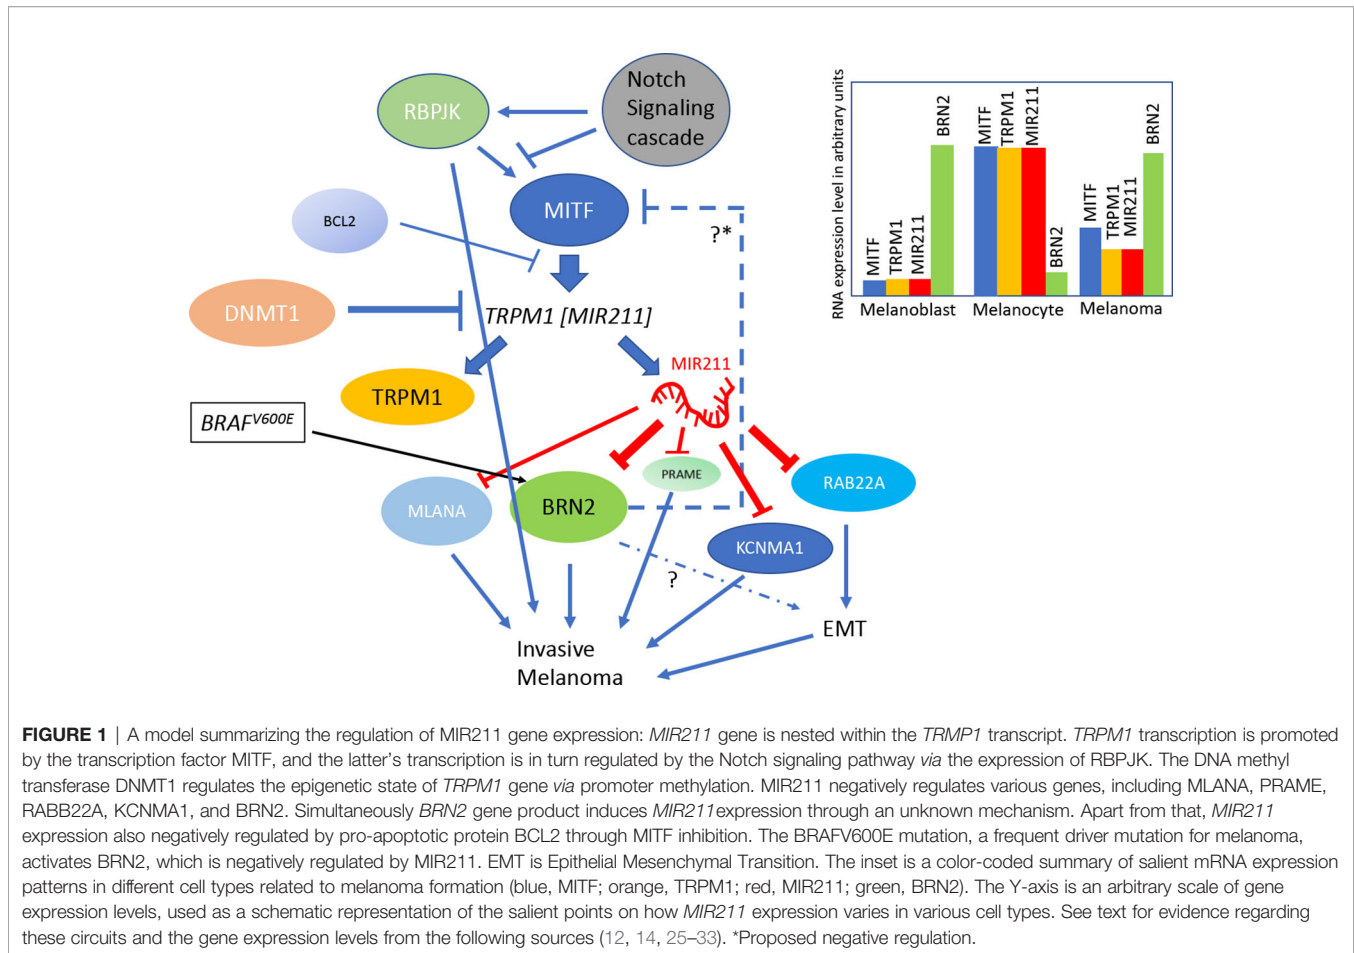 Notch
Signaling
cascade
RBPJK
MITF
?*
BCL2
DNMT1
TRPM1 [MIR211]
MIR211
TRPM1
BRAFV600E
PRAME
RAB22A
MLANA
BRN2
KCNMA1
?
EMT
Invasive
Melanoma
RNA expression level in arbitrary units
MITF
TRPM1
MIR211
BRN2
MITF
TRPM1
MIR211
BRN2
MITF
TRPM1
MIR211
BRN2
Melanoblast Melanocyte Melanoma
FIGURE 1 | A model summarizing the regulation of MIR211 gene expression: MIR211 gene is nested within the TRMP1 transcript. TRPM1 transcription is promoted
by the transcription factor MITF, and the latter's transcription is in turn regulated by the Notch signaling pathway via the expression of RBPJK. The DNA methyl
transferase DNMT1 regulates the epigenetic state of TRPM1 gene via promoter methylation. MIR211 negatively regulates various genes, including MLANA, PRAME,
RABB22A, KCNMA1, and BRN2. Simultaneously BRN2 gene product induces MIR211expression through an unknown mechanism. Apart from that, MIR211
expression also negatively regulated by pro-apoptotic protein BCL2 through MITF inhibition. The BRAFV600E mutation, a frequent driver mutation for melanoma,
activates BRN2, which is negatively regulated by MIR211. EMT is Epithelial Mesenchymal Transition. The inset is a color-coded summary of salient mRNA expression
patterns in different cell types related to melanoma formation (blue, MITF; orange, TRPM1; red, MIR211; green, BRN2). The Y-axis is an arbitrary scale of gene
expression levels, used as a schematic representation of the salient points on how MIR211 expression varies in various cell types. See text for evidence regarding
these circuits and the gene expression levels from the following sources (12, 14, 25–33). *Proposed negative regulation.